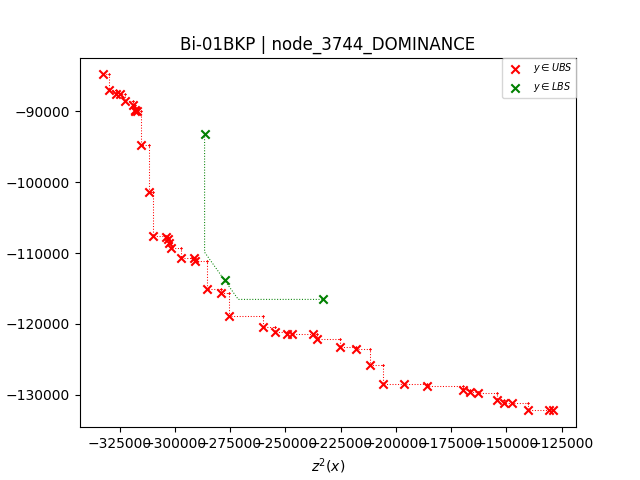 Bi-01BKP | node_3744_DOMINANCE
y ∈ UBS
y ∈ LBS
−90000
−100000
−110000
−120000
−130000
−325000−300000−275000−250000−225000−200000−175000−150000−125000
z²(x)